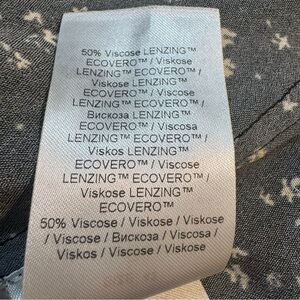 50% Viscose LENZING™
ECOVERO™ / Viskose
LENZING™ ECOVERO™ /
Viskose LENZING™
ECOVERO™ / Viscose
LENZING™ ECOVERO™ /
Вискоза LENZING™
ECOVERO™ / Viscosa
LENZING™ ECOVERO™ /
Viskos LENZING™
ECOVERO™ / Viscose
LENZING™ ECOVERO™ /
Viskose LENZING™
ECOVERO™
50% Viscose / Viskose / Viskose
/ Viscose / Вискоза / Viscosa /
Viskos / Viscose / Viskose